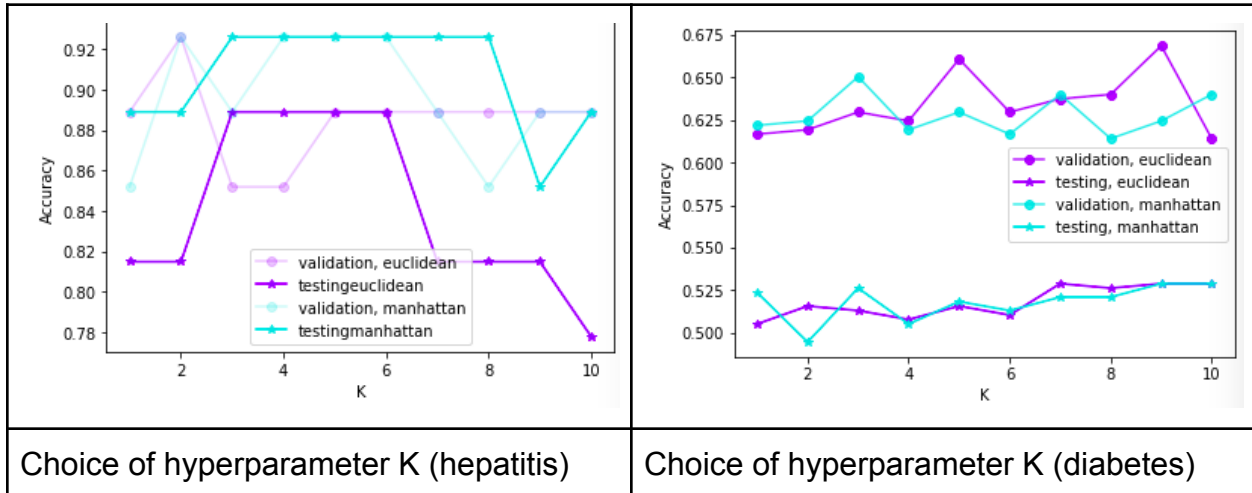 0.92
0.90
0.88
0.86
0.84
0.82
0.80
0.78
Accuracy
2 4 6 8 10
K
validation, euclidean
testingeuclidean
validation, manhattan
testingmanhattan
0.675
0.650
0.625
0.600
0.575
0.550
0.525
0.500
Accuracy
2 4 6 8 10
K
validation, euclidean
testing, euclidean
validation, manhattan
testing, manhattan
Choice of hyperparameter K (hepatitis)
Choice of hyperparameter K (diabetes)